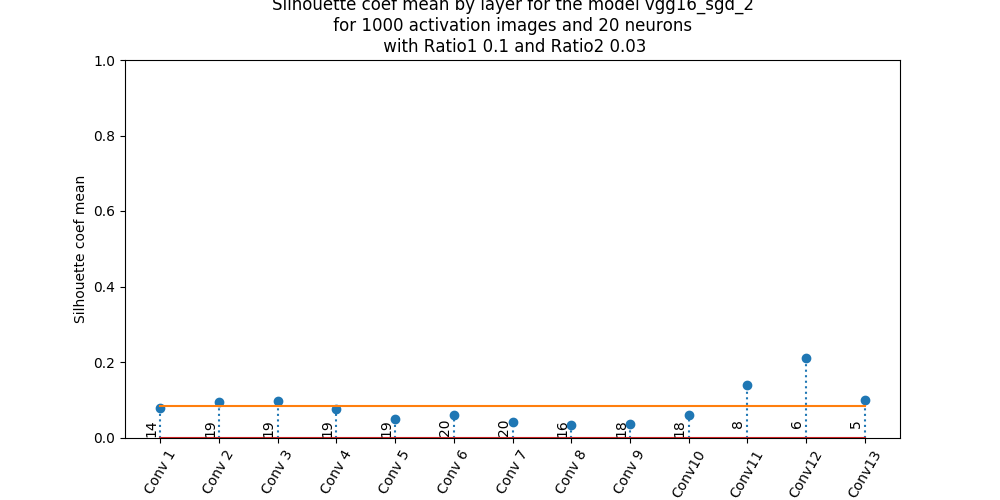 Silhouette coef mean by layer for the model vgg16_sgd_2
for 1000 activation images and 20 neurons
with Ratio1 0.1 and Ratio2 0.03
1.0
0.8
0.6
0.4
0.2
0.0
Silhouette coef mean
14
19
19
19
19
20
20
16
18
18
8
6
5
Conv 1
Conv 2
Conv 3
Conv 4
Conv 5
Conv 6
Conv 7
Conv 8
Conv 9
Conv10
Conv11
Conv12
Conv13